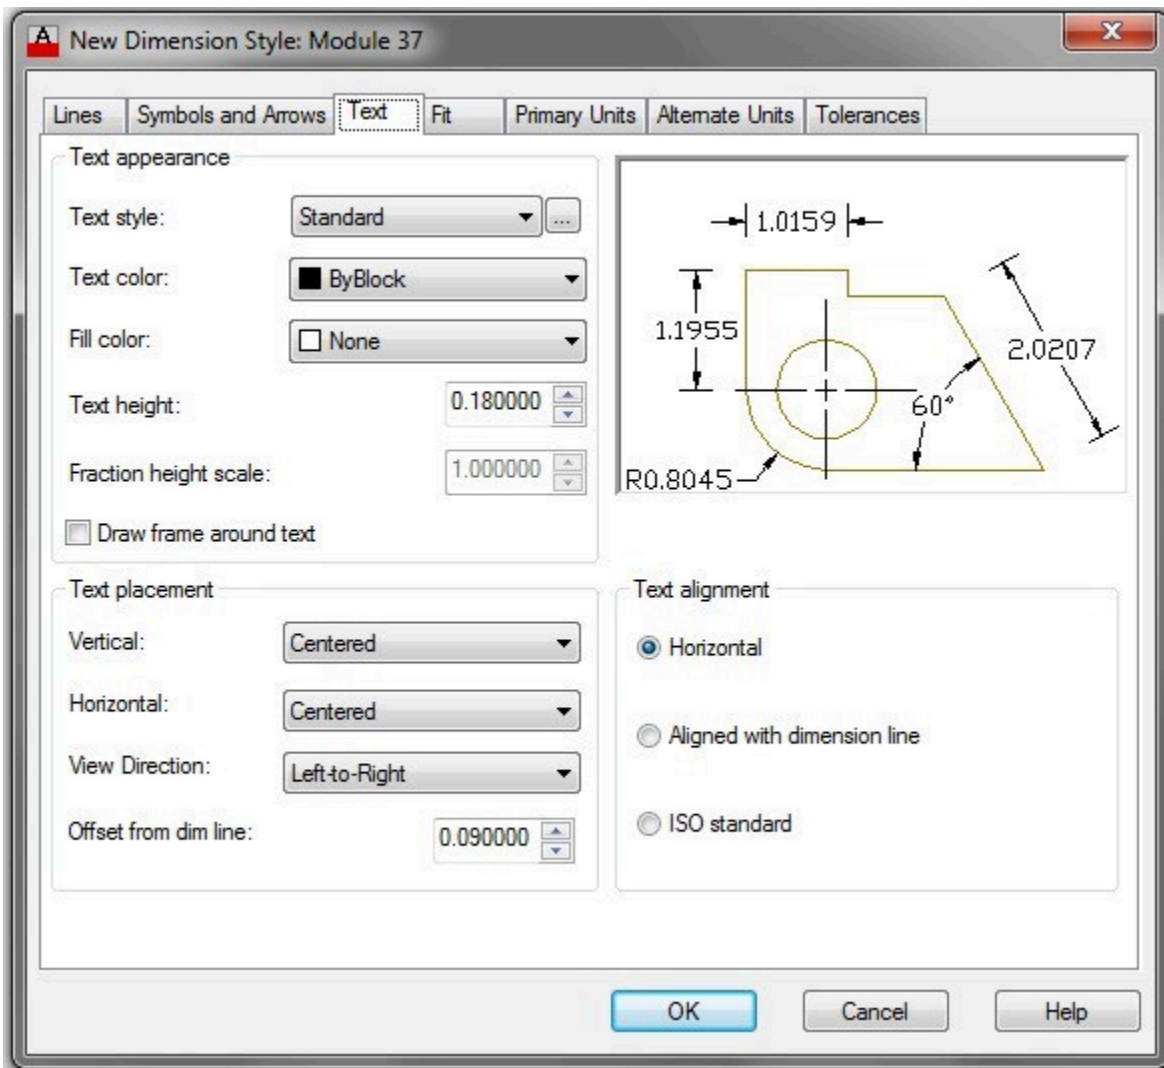 A New Dimension Style: Module 37 X
Lines Symbols and Arrows Text Fit Primary Units Alternate Units Tolerances
Text appearance
Text style: Standard ...
Text color: ByBlock
Fill color: None
Text height: 0.180000
Fraction height scale: 1.000000
Draw frame around text
1.0159
1.1955
2.0207
60°
R0.8045
Text placement
Vertical: Centered
Horizontal: Centered
View Direction: Left-to-Right
Offset from dim line: 0.090000
Text alignment
Horizontal
Aligned with dimension line
ISO standard
OK Cancel Help